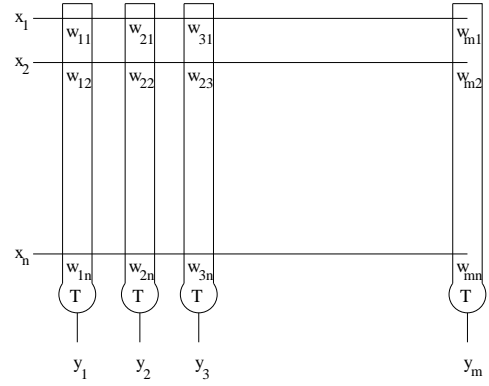 x1
w11 w21 w31 wm1
x2
w12 w22 w23 wm2
xn
w1n w2n w3n wmn
T T T T
y1 y2 y3 ym